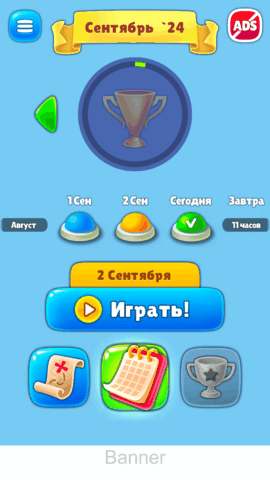 Сентябрь `24
ADS
1 Сен 2 Сен Сегодня Завтра
Август 11 часов
2 Сентября
Играть!
Banner